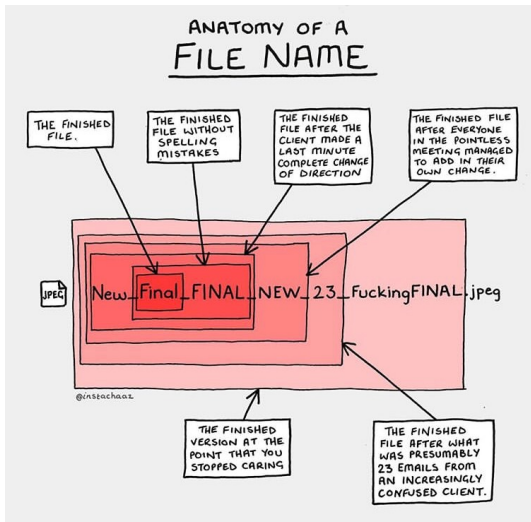 ANATOMY OF A
FILE NAME
THE FINISHED
FILE.
THE FINISHED
FILE WITHOUT
SPELLING
MISTAKES
THE FINISHED
FILE AFTER THE
CLIENT MADE A
LAST MINUTE
COMPLETE CHANGE
OF DIRECTION
THE FINISHED FILE
AFTER EVERYONE
IN THE POINTLESS
MEETING MANAGED
TO ADD IN THEIR
OWN CHANGE.
JPEG
New_Final_FINAL_NEW_23_FuckingFINAL.jpeg
@instachaaz
THE FINISHED
VERSION AT THE
POINT THAT YOU
STOPPED CARING
THE FINISHED
FILE AFTER WHAT
WAS PRESUMABLY
23 EMAILS FROM
AN INCREASINGLY
CONFUSED CLIENT.